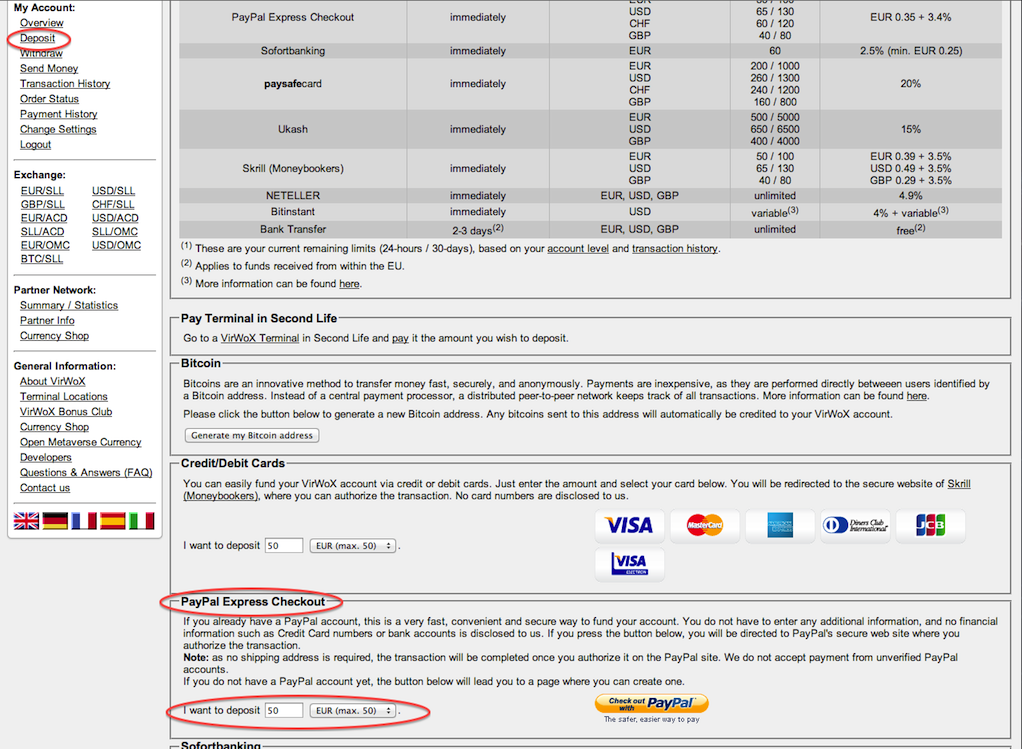 My Account:
Overview
Deposit
Withdraw
Send Money
Transaction History
Order Status
Payment History
Change Settings
Logout
Exchange:
EUR/SLL USD/SLL
GBP/SLL CHF/SLL
EUR/ACD USD/ACD
SLL/ACD SLL/OMC
EUR/OMC USD/OMC
BTC/SLL
Partner Network:
Summary / Statistics
Partner Info
Currency Shop
General Information:
About VirWoX
Terminal Locations
VirWoX Bonus Club
Currency Shop
Open Metaverse Currency
Developers
Questions & Answers (FAQ)
Contact us
PayPal Express Checkout immediately USD 65 / 130 EUR 0.35 + 3.4%
CHF 60 / 120
GBP 40 / 80
Sofortbanking immediately EUR 60 2.5% (min. EUR 0.25)
paysafecard immediately EUR 200 / 1000 20%
USD 260 / 1300
CHF 240 / 1200
GBP 160 / 800
Ukash immediately EUR 500 / 5000 15%
USD 650 / 6500
GBP 400 / 4000
Skrill (Moneybookers) immediately EUR 50 / 100 EUR 0.39 + 3.5%
USD 65 / 130 USD 0.49 + 3.5%
GBP 40 / 80 GBP 0.29 + 3.5%
NETELLER immediately EUR, USD, GBP unlimited 4.9%
Bitinstant immediately USD variable(3) 4% + variable(3)
Bank Transfer 2-3 days(2) EUR, USD, GBP unlimited free(2)
(1) These are your current remaining limits (24-hours / 30-days), based on your account level and transaction history.
(2) Applies to funds received from within the EU.
(3) More information can be found here.
Pay Terminal in Second Life
Go to a VirWoX Terminal in Second Life and pay it the amount you wish to deposit.
Bitcoin
Bitcoins are an innovative method to transfer money fast, securely, and anonymously. Payments are inexpensive, as they are performed directly betweeen users identified by
a Bitcoin address. Instead of a central payment processor, a distributed peer-to-peer network keeps track of all transactions. More information can be found here.
Please click the button below to generate a new Bitcoin address. Any bitcoins sent to this address will automatically be credited to your VirWoX account.
Generate my Bitcoin address
Credit/Debit Cards
You can easily fund your VirWoX account via credit or debit cards. Just enter the amount and select your card below. You will be redirected to the secure website of Skrill
(Moneybookers), where you can authorize the transaction. No card numbers are disclosed to us.
VISA MasterCard Diners Club International JCB
I want to deposit 50 EUR (max. 50) .
VISA ELECTRON
PayPal Express Checkout
If you already have a PayPal account, this is a very fast, convenient and secure way to fund your account. You do not have to enter any additional information, and no financial
information such as Credit Card numbers or bank accounts is disclosed to us. If you press the button below, you will be directed to PayPal's secure web site where you
authorize the transaction.
Note: as no shipping address is required, the transaction will be completed once you authorize it on the PayPal site. We do not accept payment from unverified PayPal
accounts.
If you do not have a PayPal account yet, the button below will lead you to a page where you can create one.
I want to deposit 50 EUR (max. 50) .
Check out with PayPal
The safer, easier way to pay
Sofortbanking